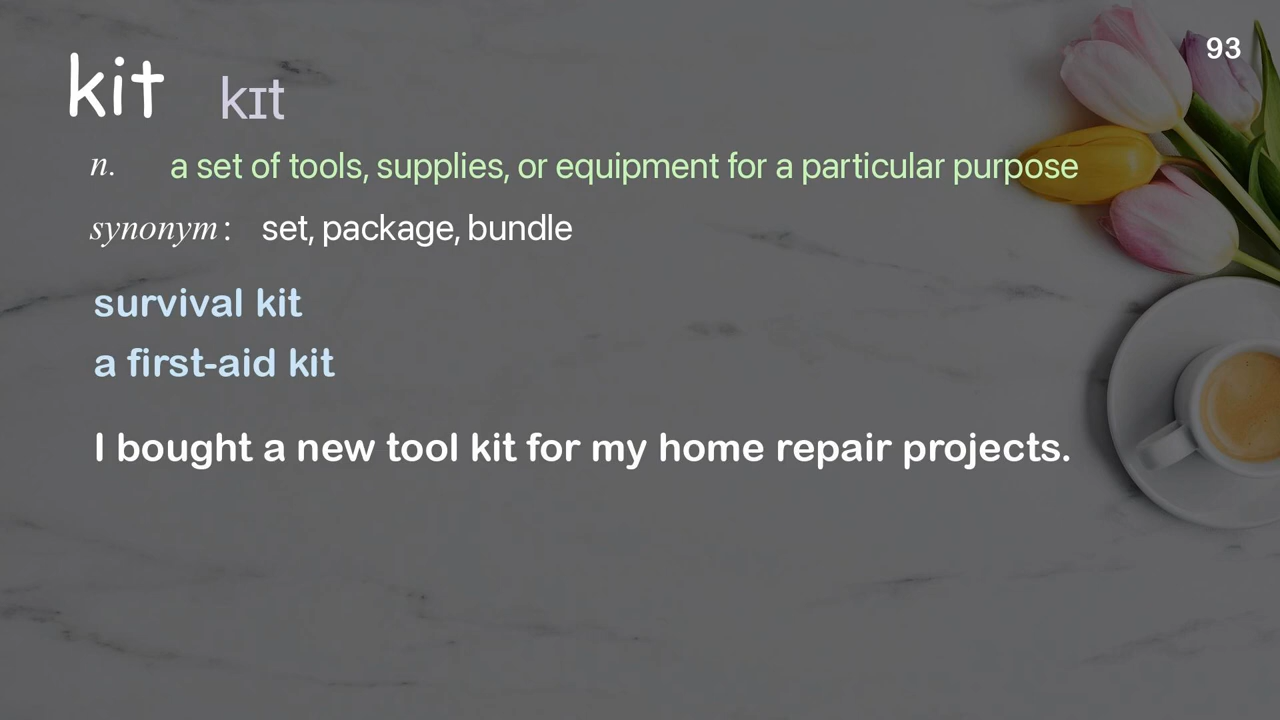 93
kit kɪt
n. a set of tools, supplies, or equipment for a particular purpose
synonym: set, package, bundle
survival kit
a first-aid kit
I bought a new tool kit for my home repair projects.